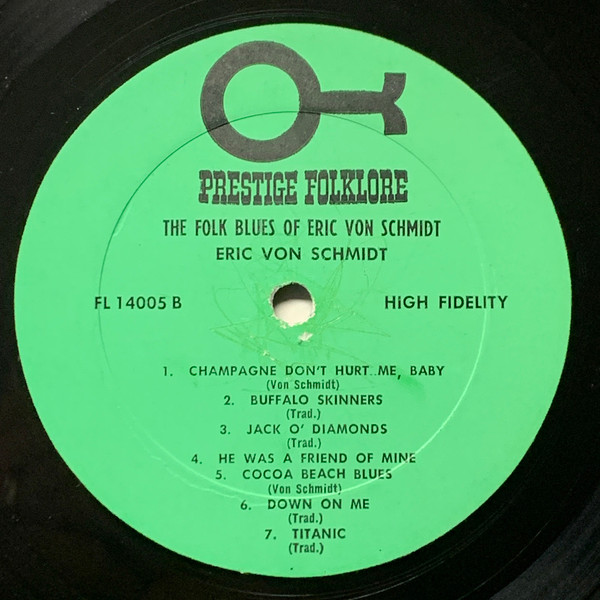 PRESTIGE FOLKLORE
THE FOLK BLUES OF ERIC VON SCHMIDT
ERIC VON SCHMIDT
FL 14005 B HiGH FIDELITY
1. CHAMPAGNE DON'T HURT ME, BABY
(Von Schmidt)
2. BUFFALO SKINNERS
(Trad.)
3. JACK O' DIAMONDS
(Trad.)
4. HE WAS A FRIEND OF MINE
5. COCOA BEACH BLUES
(Von Schmidt)
6. DOWN ON ME
(Trad.)
7. TITANIC
(Trad.)